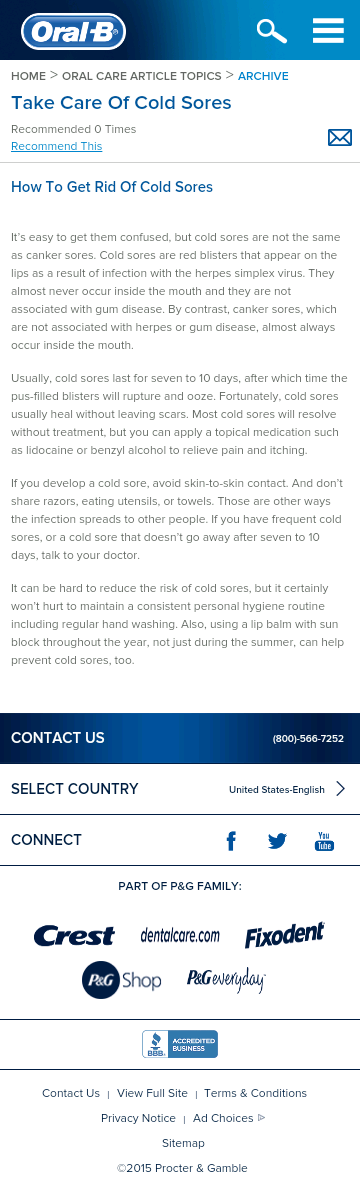 Oral-B®
HOME > ORAL CARE ARTICLE TOPICS > ARCHIVE
Take Care Of Cold Sores
Recommended 0 Times
Recommend This
How To Get Rid Of Cold Sores
It's easy to get them confused, but cold sores are not the same
as canker sores. Cold sores are red blisters that appear on the
lips as a result of infection with the herpes simplex virus. They
almost never occur inside the mouth and they are not
associated with gum disease. By contrast, canker sores, which
are not associated with herpes or gum disease, almost always
occur inside the mouth.
Usually, cold sores last for seven to 10 days, after which time the
pus-filled blisters will rupture and ooze. Fortunately, cold sores
usually heal without leaving scars. Most cold sores will resolve
without treatment, but you can apply a topical medication such
as lidocaine or benzyl alcohol to relieve pain and itching.
If you develop a cold sore, avoid skin-to-skin contact. And don't
share razors, eating utensils, or towels. Those are other ways
the infection spreads to other people. If you have frequent cold
sores, or a cold sore that doesn't go away after seven to 10
days, talk to your doctor.
It can be hard to reduce the risk of cold sores, but it certainly
won't hurt to maintain a consistent personal hygiene routine
including regular hand washing. Also, using a lip balm with sun
block throughout the year, not just during the summer, can help
prevent cold sores, too.
CONTACT US (800)-566-7252
SELECT COUNTRY United States-English
CONNECT f You Tube
PART OF P&G FAMILY:
Crest dentalcare.com Fixodent
P&G Shop P&G everyday
BBB. ACCREDITED BUSINESS
Contact Us | View Full Site | Terms & Conditions
Privacy Notice | Ad Choices
Sitemap
©2015 Procter & Gamble